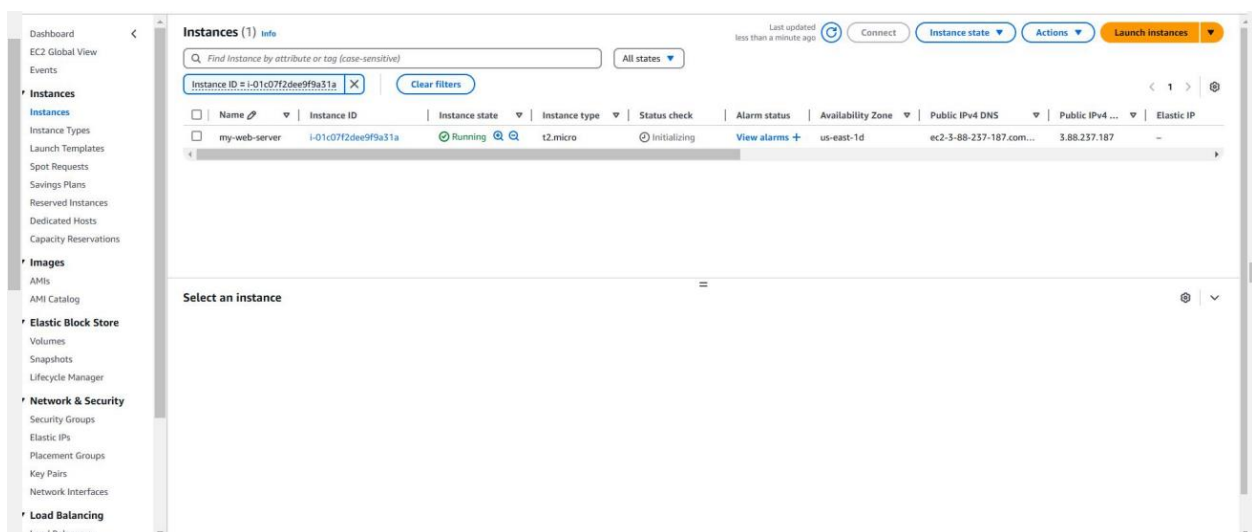 Dashboard
EC2 Global View
Events
Instances
Instances
Instance Types
Launch Templates
Spot Requests
Savings Plans
Reserved Instances
Dedicated Hosts
Capacity Reservations
Images
AMIs
AMI Catalog
Elastic Block Store
Volumes
Snapshots
Lifecycle Manager
Network & Security
Security Groups
Elastic IPs
Placement Groups
Key Pairs
Network Interfaces
Load Balancing
Instances (1) Info
Last updated
less than a minute ago
Connect
Instance state
Actions
Launch instances
Find Instance by attribute or tag (case-sensitive)
All states
Instance ID = i-01c07f2dee9f9a31a
Clear filters
1
Name Instance ID Instance state Instance type Status check Alarm status Availability Zone Public IPv4 DNS Public IPv4 ... Elastic IP
my-web-server i-01c07f2dee9f9a31a Running t2.micro Initializing View alarms + us-east-1d ec2-3-88-237-187.com... 3.88.237.187 –
Select an instance